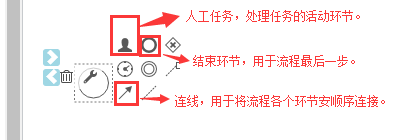 人工任务，处理任务的活动环节。
结束环节，用于流程最后一步。
连线，用于将流程各个环节安顺序连接。